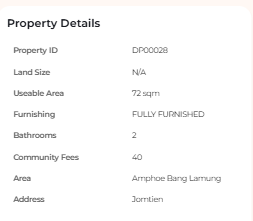 Property Details
Property ID DP00028
Land Size N/A
Useable Area 72 sqm
Furnishing FULLY FURNISHED
Bathrooms 2
Community Fees 40
Area Amphoe Bang Lamung
Address Jomtien